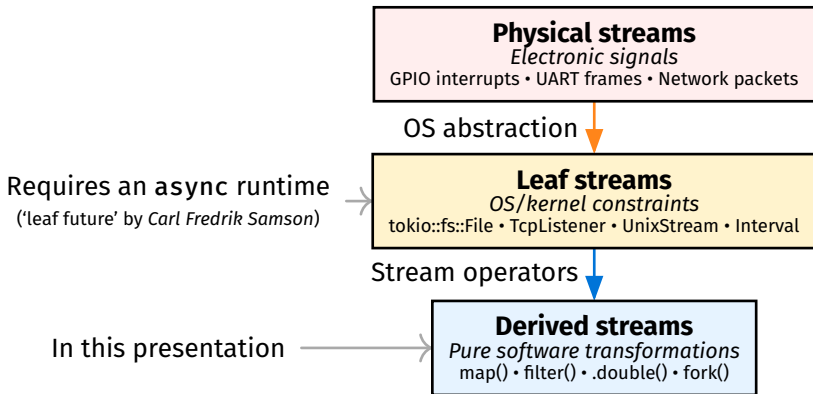 Physical streams
Electronic signals
GPIO interrupts • UART frames • Network packets
OS abstraction
Requires an async runtime
(‘leaf future’ by Carl Fredrik Samson)
Leaf streams
OS/kernel constraints
tokio::fs::File • TcpListener • UnixStream • Interval
Stream operators
In this presentation
Derived streams
Pure software transformations
map() • filter() • .double() • fork()